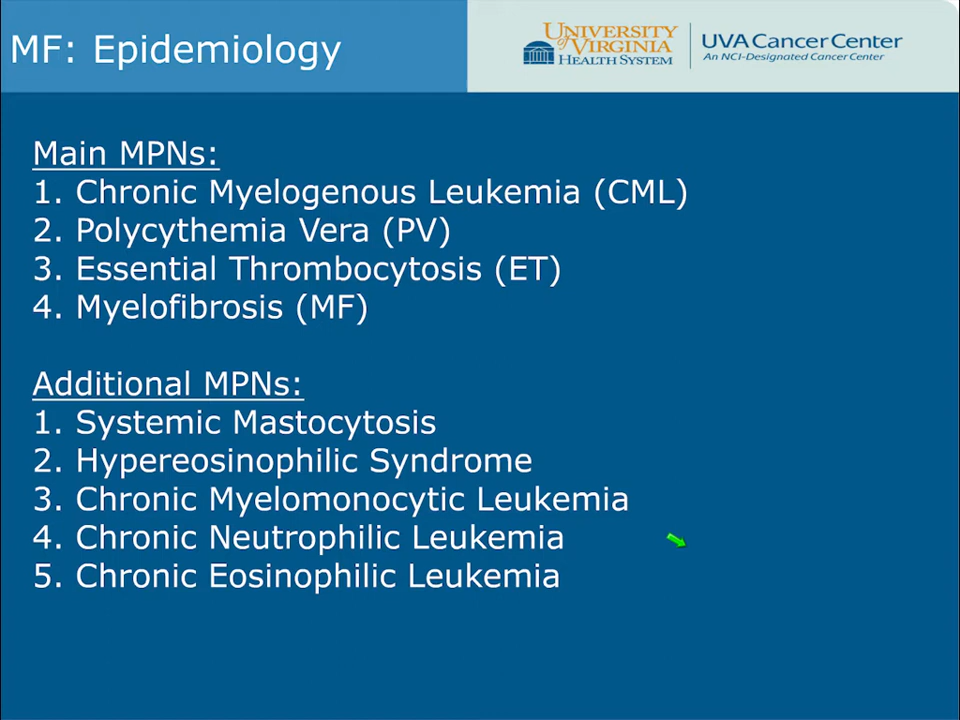 MF: Epidemiology
UNIVERSITY
of VIRGINIA
HEALTH SYSTEM
UVA Cancer Center
An NCI-Designated Cancer Center
Main MPNs:
1. Chronic Myelogenous Leukemia (CML)
2. Polycythemia Vera (PV)
3. Essential Thrombocytosis (ET)
4. Myelofibrosis (MF)
Additional MPNs:
1. Systemic Mastocytosis
2. Hypereosinophilic Syndrome
3. Chronic Myelomonocytic Leukemia
4. Chronic Neutrophilic Leukemia
5. Chronic Eosinophilic Leukemia